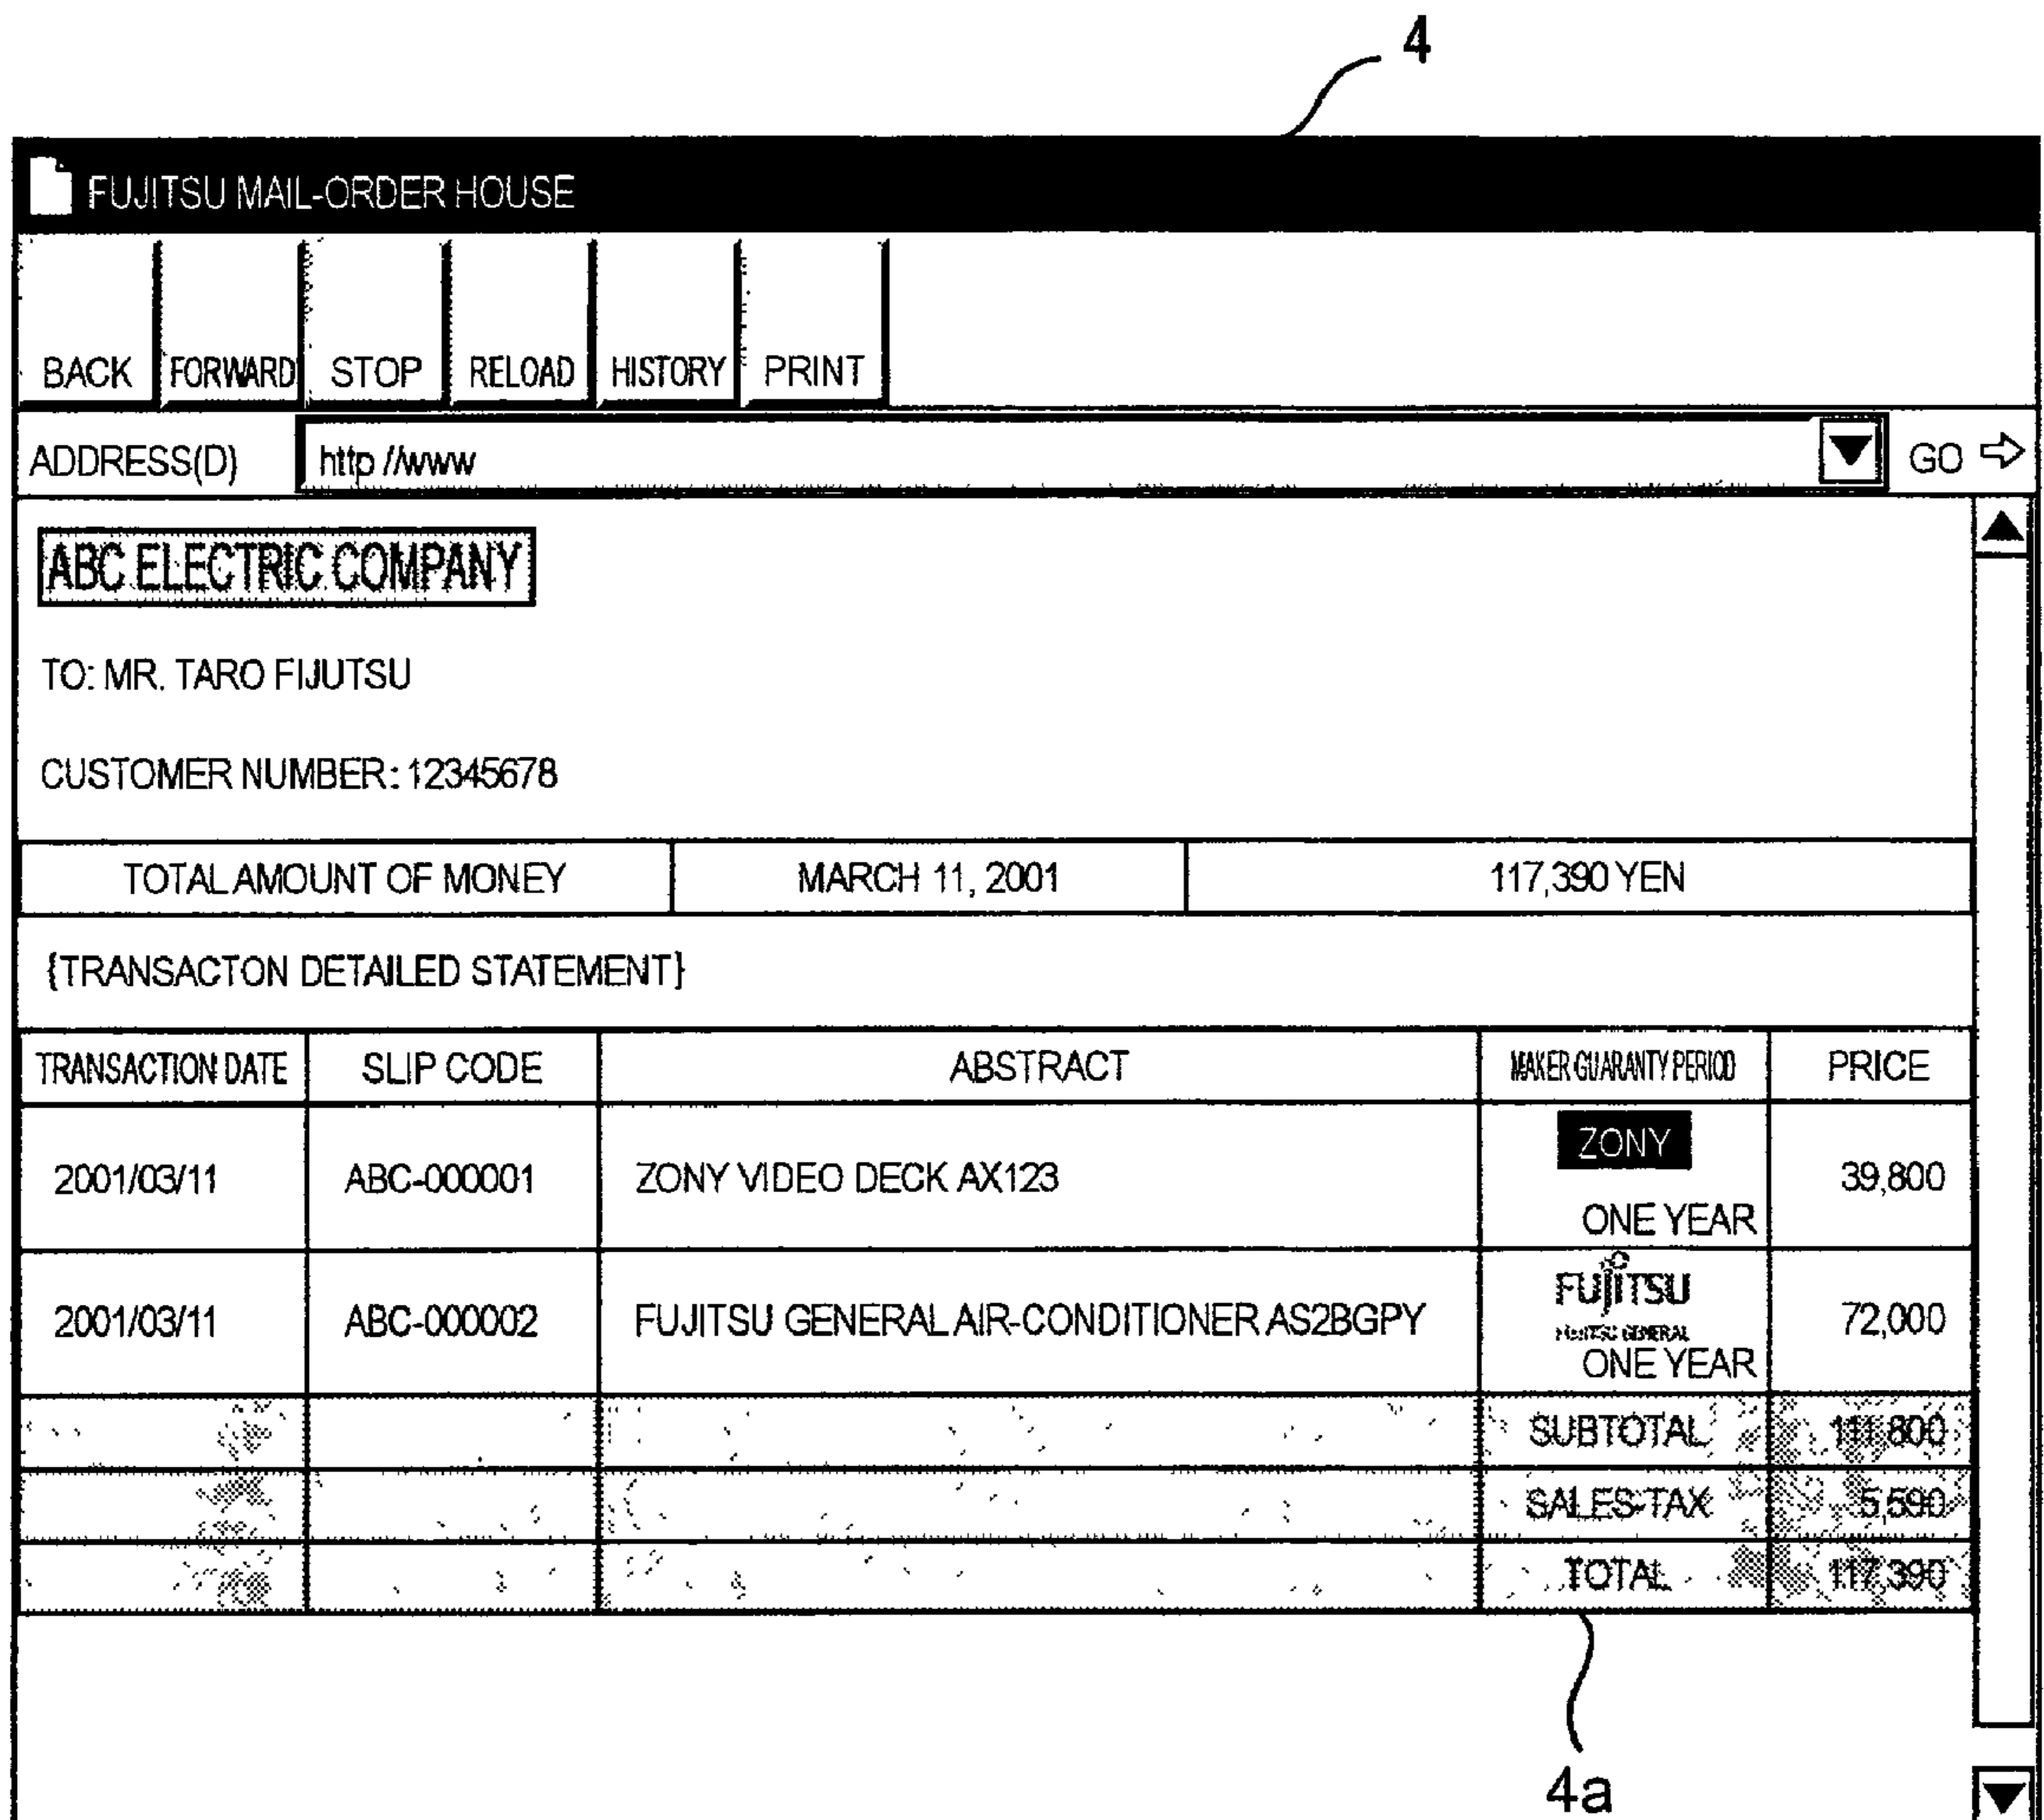 4
FUJITSU MAIL-ORDER HOUSE
BACK FORWARD STOP RELOAD HISTORY PRINT
ADDRESS(D) http //www GO
ABC ELECTRIC COMPANY
TO: MR. TARO FIJUTSU
CUSTOMER NUMBER: 12345678
TOTAL AMOUNT OF MONEY MARCH 11, 2001 117,390 YEN
{TRANSACTON DETAILED STATEMENT}
TRANSACTION DATE SLIP CODE ABSTRACT MAKER GUARANTY PERIOD PRICE
2001/03/11 ABC-000001 ZONY VIDEO DECK AX123 ZONY ONE YEAR 39,800
2001/03/11 ABC-000002 FUJITSU GENERAL AIR-CONDITIONER AS2BGPY FUJITSU FUJITSU GENERAL ONE YEAR 72,000
SUBTOTAL 111,800
SALES-TAX 5,590
TOTAL 117,390
4a